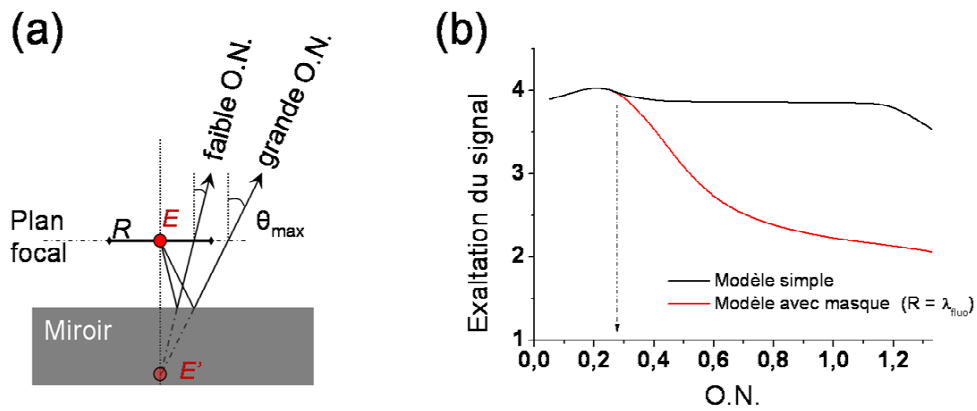 (a)
faible O.N.
grande O.N.
θmax
Plan
focal
R
E
Miroir
E'
(b)
Exaltation du signal
4
3
2
1
Modèle simple
Modèle avec masque (R = λfluo)
0,0 0,2 0,4 0,6 0,8 1,0 1,2
O.N.